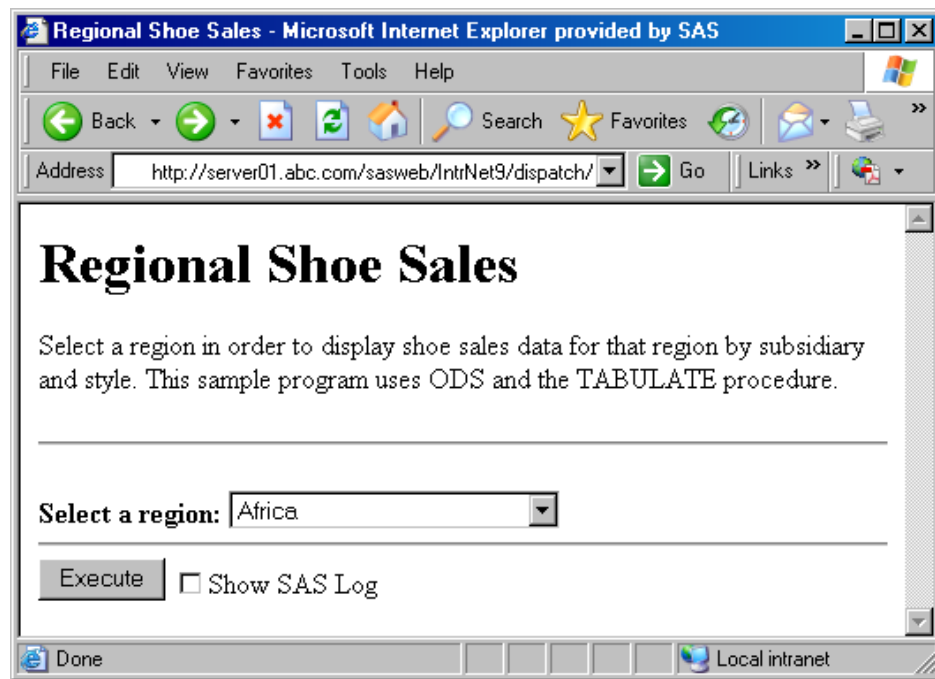 Regional Shoe Sales - Microsoft Internet Explorer provided by SAS
File Edit View Favorites Tools Help
Back Search Favorites »
Address http://server01.abc.com/sasweb/IntrNet9/dispatch/ Go Links »
Regional Shoe Sales
Select a region in order to display shoe sales data for that region by subsidiary
and style. This sample program uses ODS and the TABULATE procedure.
Select a region: Africa
Execute Show SAS Log
Done Local intranet